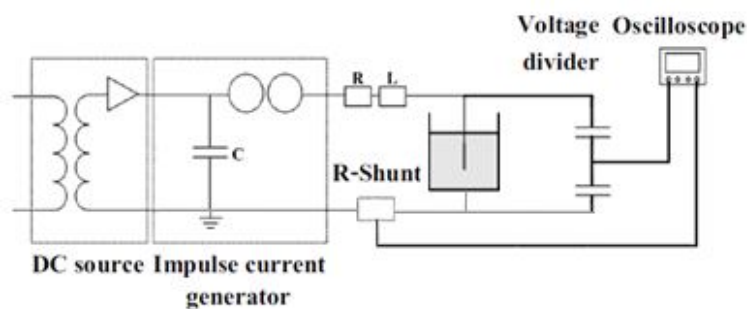 Voltage Oscilloscope
divider
R L
C
R-Shunt
DC source Impulse current
generator